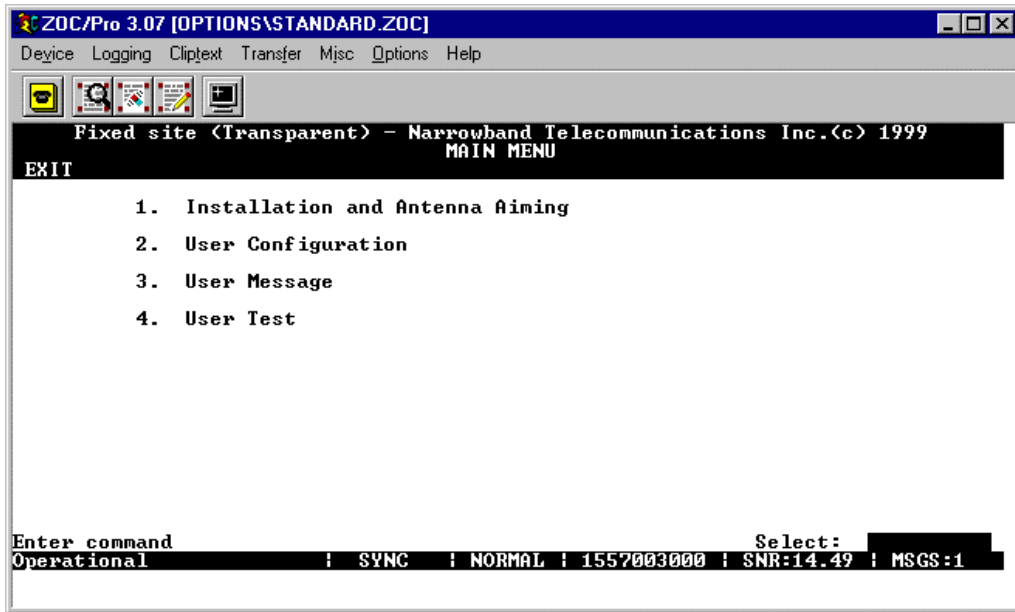 ZOC/Pro 3.07 [OPTIONS\STANDARD.ZOC]
Device Logging Cliptext Transfer Misc Options Help
Fixed site (Transparent) - Narrowband Telecommunications Inc.(c) 1999
MAIN MENU
EXIT
1. Installation and Antenna Aiming
2. User Configuration
3. User Message
4. User Test
Enter command Select:
Operational ¦ SYNC ¦ NORMAL ¦ 1557003000 ¦ SNR:14.49 ¦ MSGS:1